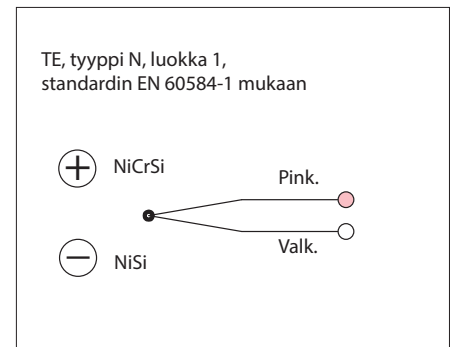 TE, tyyppi N, luokka 1,
standardin EN 60584-1 mukaan
+ NiCrSi
Pink.
Valk.
− NiSi